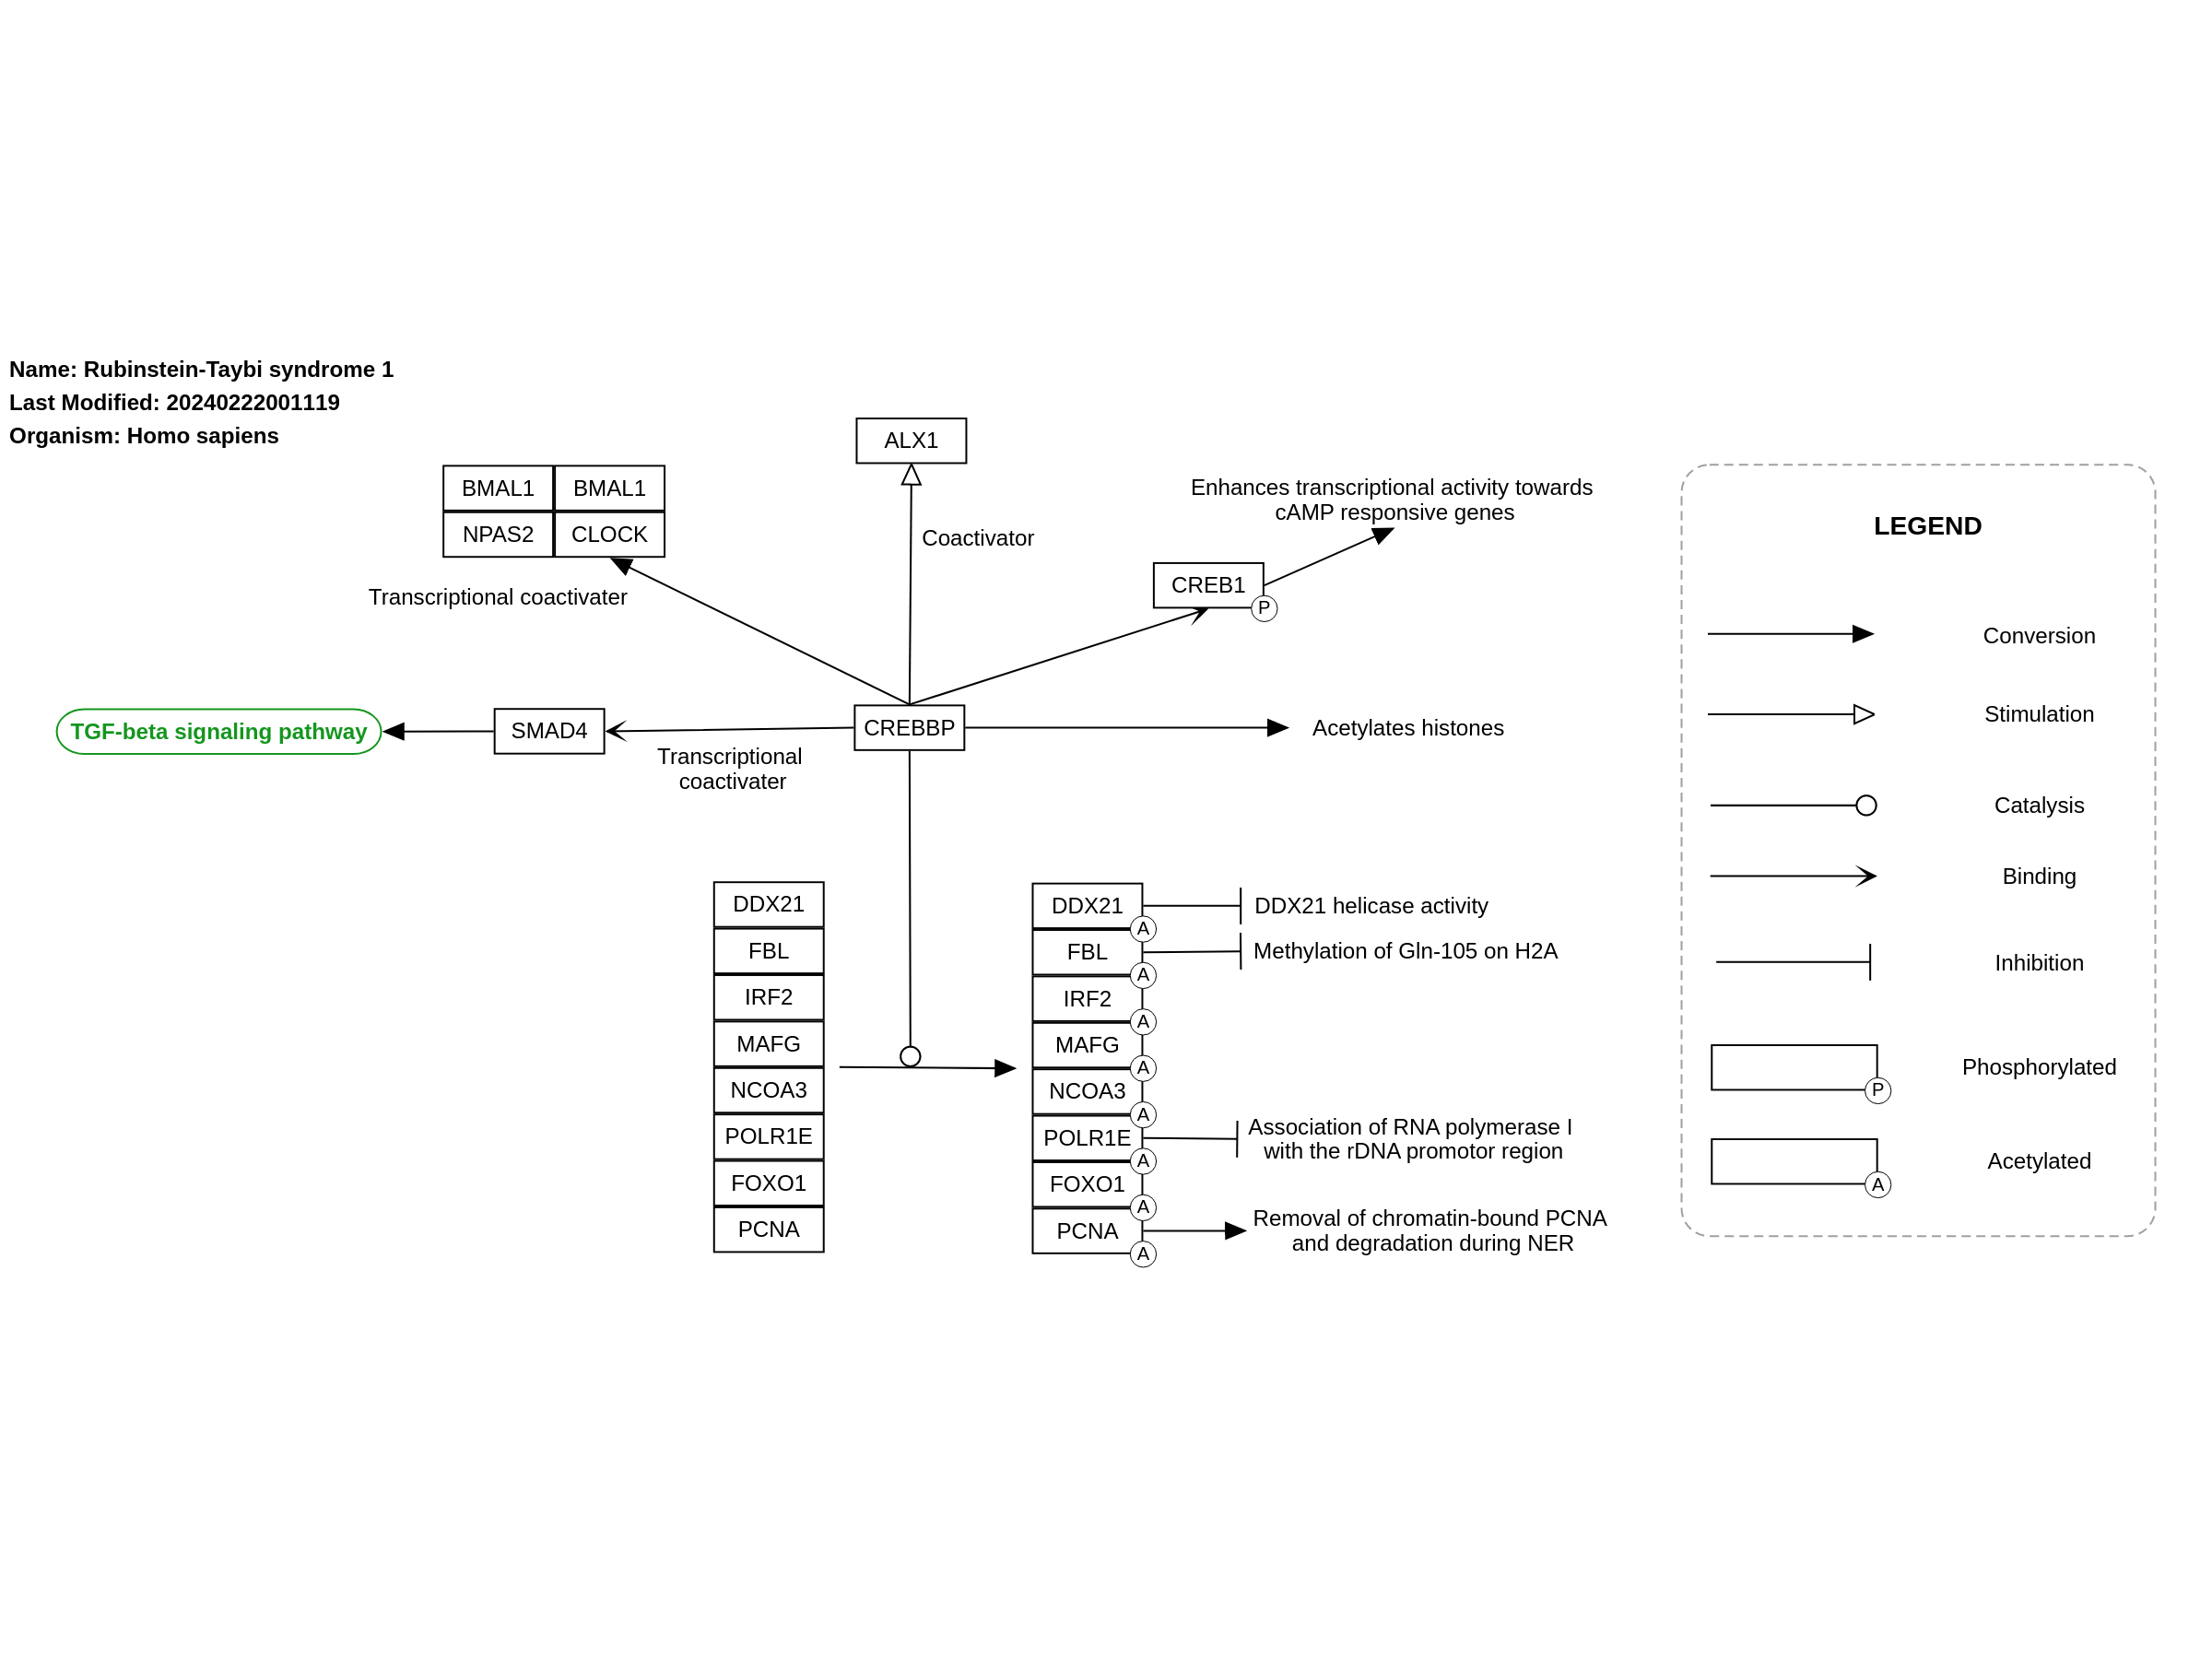 Name: Rubinstein-Taybi syndrome 1
Last Modified: 20240222001119
Organism: Homo sapiens
ALX1
BMAL1
BMAL1
NPAS2
CLOCK
Transcriptional coactivater
Coactivator
Enhances transcriptional activity towards
cAMP responsive genes
CREB1
P
TGF-beta signaling pathway
SMAD4
Transcriptional
coactivater
CREBBP
Acetylates histones
DDX21
FBL
IRF2
MAFG
NCOA3
POLR1E
FOXO1
PCNA
DDX21
A
FBL
A
IRF2
A
MAFG
A
NCOA3
A
POLR1E
A
FOXO1
A
PCNA
A
DDX21 helicase activity
Methylation of Gln-105 on H2A
Association of RNA polymerase I
with the rDNA promotor region
Removal of chromatin-bound PCNA
and degradation during NER
LEGEND
Conversion
Stimulation
Catalysis
Binding
Inhibition
P
Phosphorylated
A
Acetylated